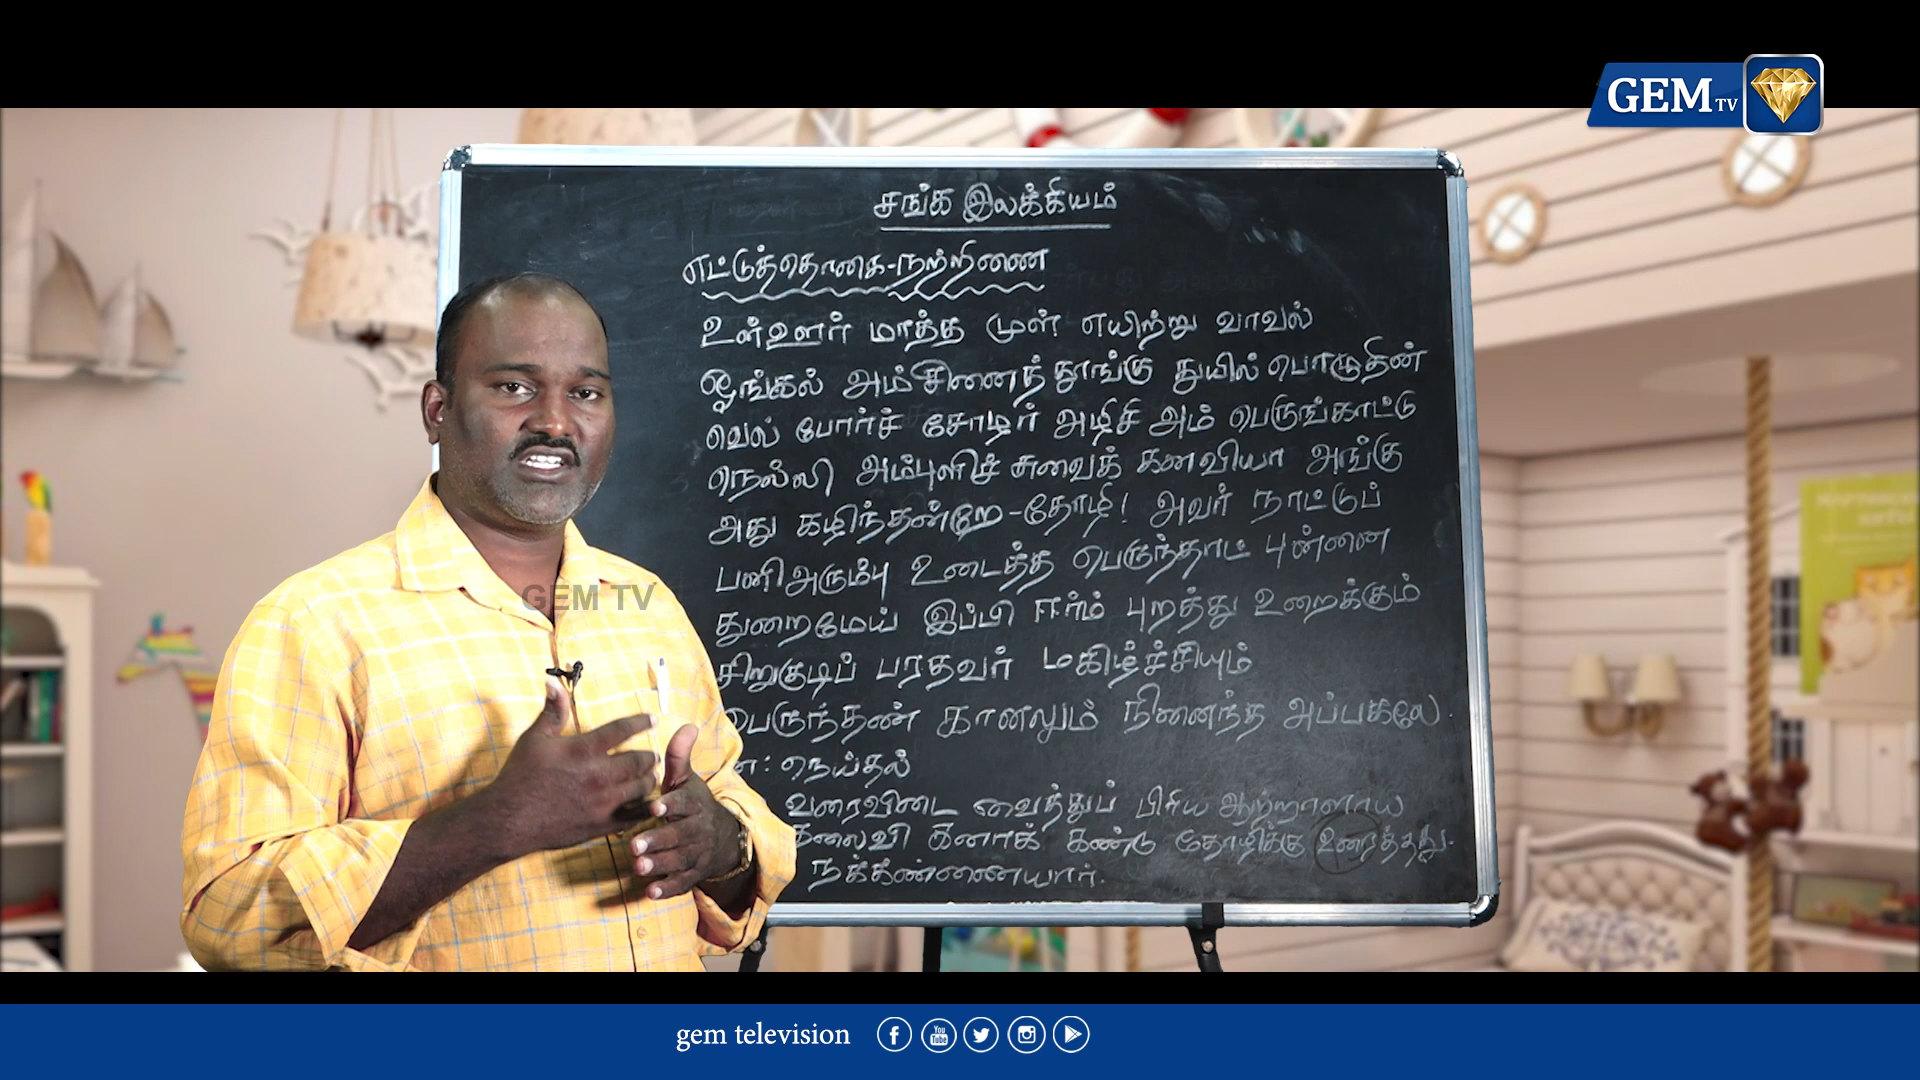 GEM TV
சங்க இலக்கியம்
எட்டுத்தொகை-நற்றிணை
உள்ஊர் மாத்த முள் எயிற்று வாவல்
ஓங்கல் அம்சினைத் தூங்கு துயில் பொழுதின்
வெல் போர்ச் சோழர் அழிசி அம் பெருங்காட்டு
நெல்லி அம்புளிச் சுவைக் கனவியா அங்கு
அது கழிந்தன்றே-தோழி! அவர் நாட்டுப்
பனிஅரும்பு உடைத்த பெருந்தாட் புன்னை
துறைமேய் இப்பி ஈர்ம் புறத்து உறைக்கும்
சிறுகுடிப் பரதவர் மகிழ்ச்சியும்
பெருந்தண் கானலும் நினைந்த அப்பகலே.
: நெய்தல்
வரைவிடை வைத்துப் பிரிய ஆற்றாளாய
தலைவி கனாக் கண்டு தோழிக்கு உணர்த்தது.
நக்கண்ணையார்.
GEM TV
gem television